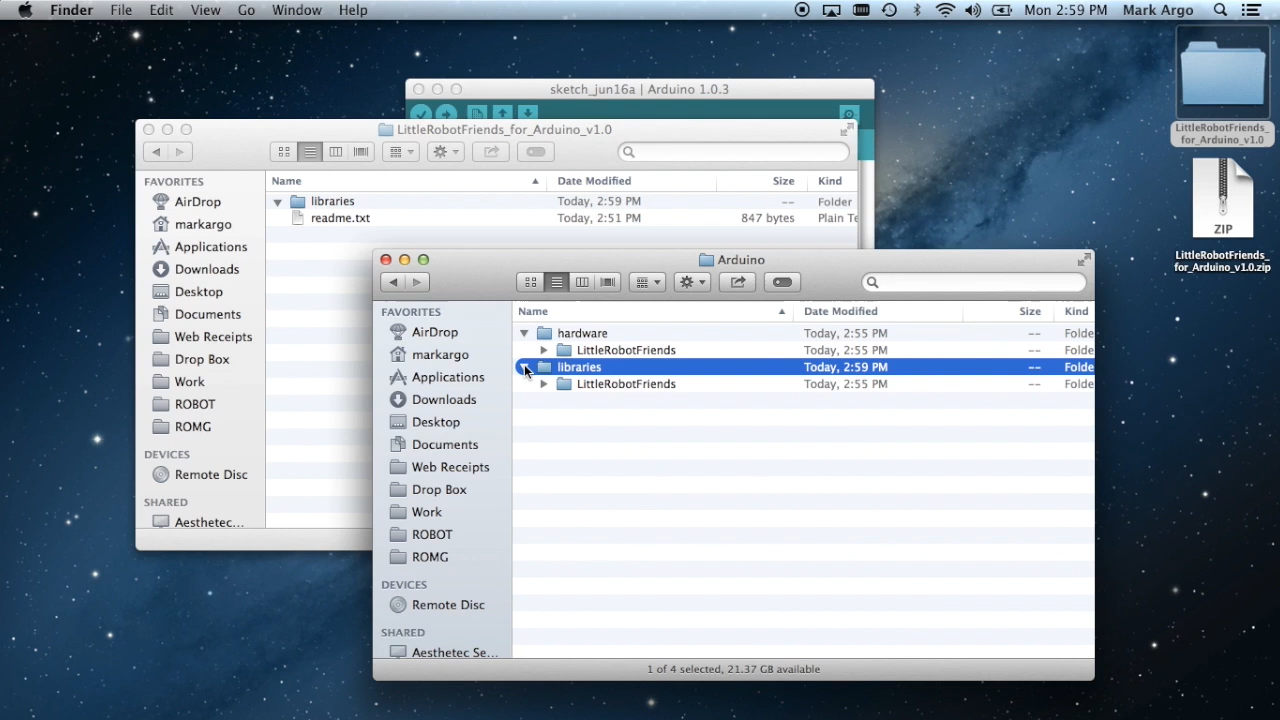 Finder File Edit View Go Window Help Mon 2:59 PM Mark Argo
sketch_jun16a | Arduino 1.0.3
LittleRobotFriends_for_Arduino_v1.0
FAVORITES
AirDrop
markargo
Applications
Downloads
Desktop
Documents
Web Receipts
Drop Box
Work
ROBOT
ROMG
DEVICES
Remote Disc
SHARED
Aesthetec...
Name Date Modified Size Kind
libraries Today, 2:59 PM -- Folder
readme.txt Today, 2:51 PM 847 bytes Plain Te
Arduino
FAVORITES
AirDrop
markargo
Applications
Downloads
Desktop
Documents
Web Receipts
Drop Box
Work
ROBOT
ROMG
DEVICES
Remote Disc
SHARED
Aesthetec Se...
Name Date Modified Size Kind
hardware Today, 2:55 PM -- Folde
LittleRobotFriends Today, 2:55 PM -- Folde
libraries Today, 2:59 PM -- Folde
LittleRobotFriends Today, 2:55 PM -- Folde
1 of 4 selected, 21.37 GB available
LittleRobotFriends_
for_Arduino_v1.0
ZIP
LittleRobotFriends_
for_Arduino_v1.0.zip